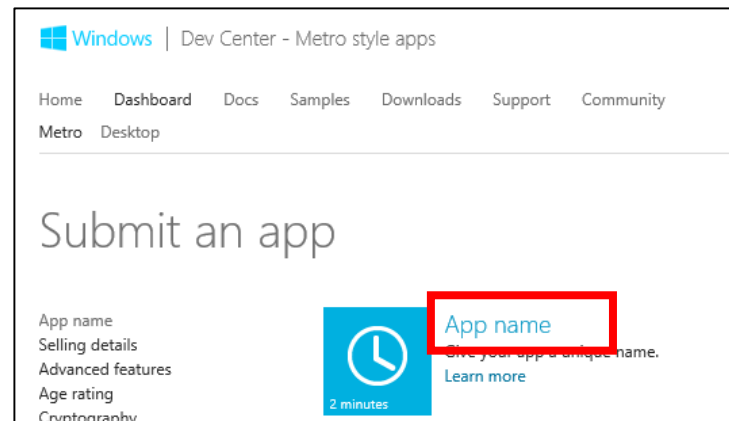 Windows | Dev Center - Metro style apps
Home Dashboard Docs Samples Downloads Support Community
Metro Desktop
Submit an app
App name
Selling details
Advanced features
Age rating
Cryptography
2 minutes
App name
Give your app a unique name.
Learn more